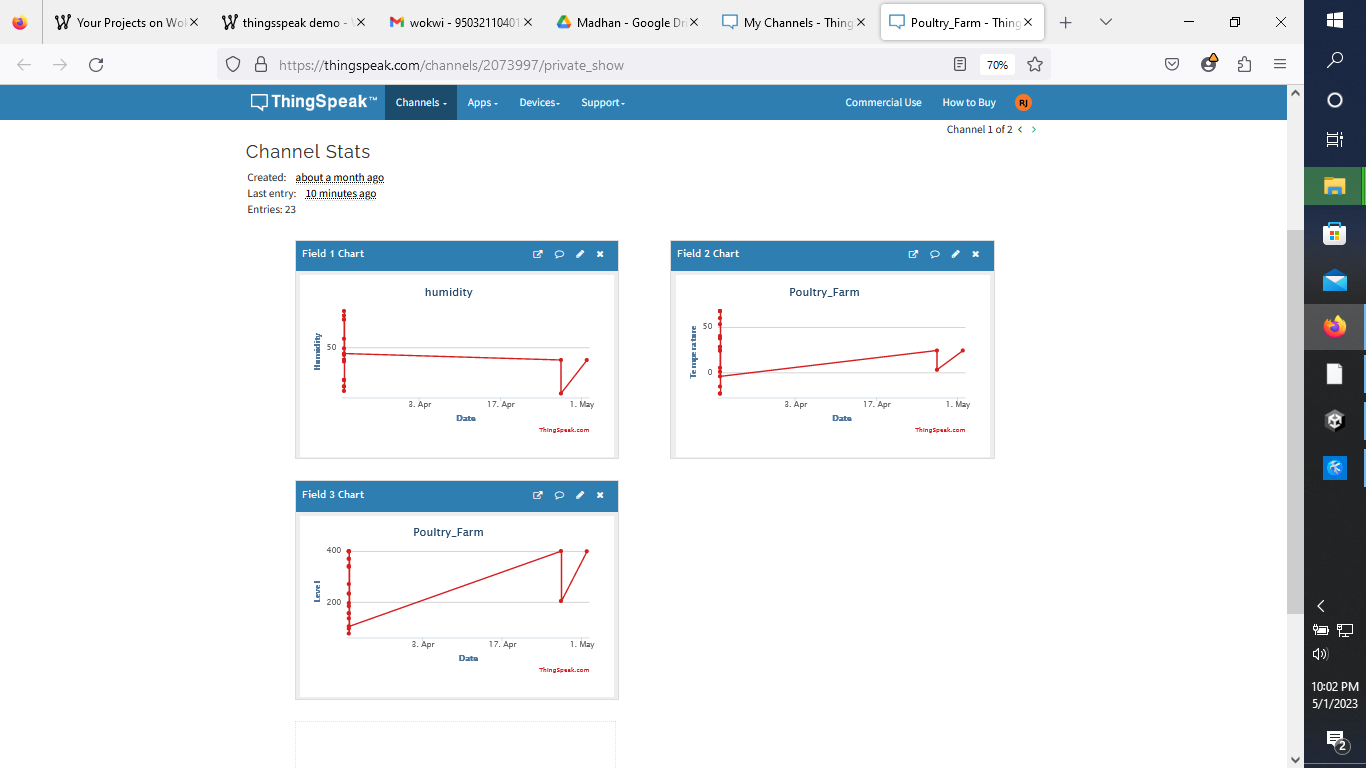 Your Projects on Wok
thingsspeak demo - W
wokwi - 95032110401
Madhan - Google Dri
My Channels - Thing
Poultry_Farm - Thing
https://thingspeak.com/channels/2073997/private_show
70%
ThingSpeak™
Channels
Apps
Devices
Support
Commercial Use
How to Buy
RJ
Channel 1 of 2 < >
Channel Stats
Created: about a month ago
Last entry: 10 minutes ago
Entries: 23
Field 1 Chart
humidity
Humidity
50
3. Apr
17. Apr
1. May
Date
ThingSpeak.com
Field 2 Chart
Poultry_Farm
Temperature
50
0
3. Apr
17. Apr
1. May
Date
ThingSpeak.com
Field 3 Chart
Poultry_Farm
Level
400
200
3. Apr
17. Apr
1. May
Date
ThingSpeak.com
10:02 PM
5/1/2023
2